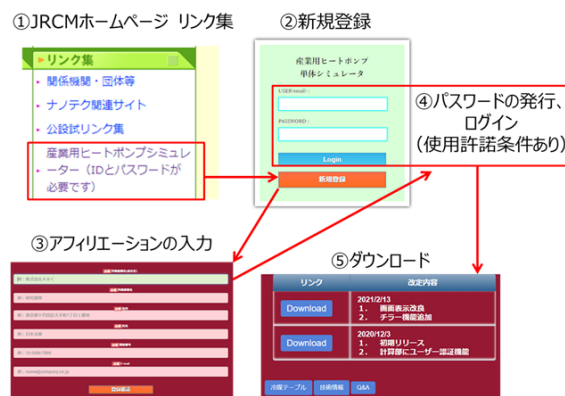 ①JRCMホームページ リンク集
リンク集
関係機関・団体等
ナノテク関連サイト
公設試リンク集
産業用ヒートポンプシミュレ
ーター（IDとパスワードが
必要です）
②新規登録
産業用ヒートポンプ
単体シミュレータ
PASSWORD :
Login
新規登録
④パスワードの発行、
ログイン
（使用許諾条件あり）
③アフィリエーションの入力
⑤ダウンロード
リンク 改定内容
Download
2021/2/13
1. 画面表示改良
2. チラー機能追加
Download
2020/12/3
1. 初期リリース
2. 計算部にユーザー認証機能
冷媒テーブル 技術情報 Q&A